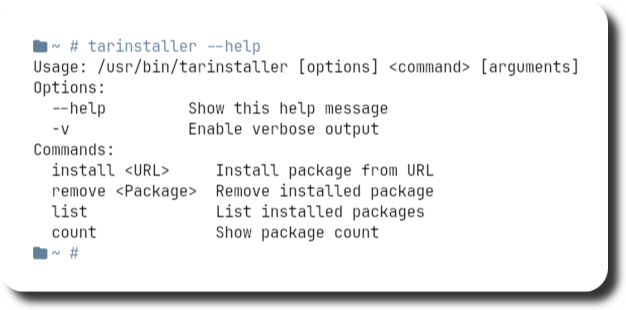 ~ # tarinstaller --help
Usage: /usr/bin/tarinstaller [options] <command> [arguments]
Options:
  --help         Show this help message
  -v             Enable verbose output
Commands:
  install <URL>     Install package from URL
  remove <Package>  Remove installed package
  list              List installed packages
  count             Show package count
~ #